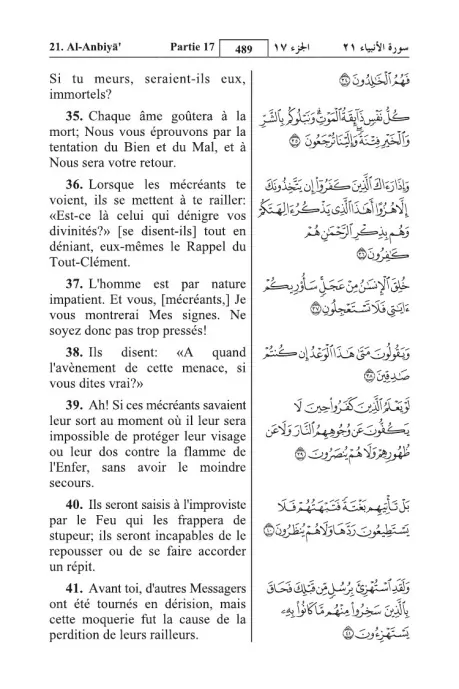 21. Al-Anbiyā' Partie 17 489 الجزء ١٧ سورة الأنبياء ٢١
Si tu meurs, seraient-ils eux,
immortels?
35. Chaque âme goûtera à la
mort; Nous vous éprouvons par la
tentation du Bien et du Mal, et à
Nous sera votre retour.
36. Lorsque les mécréants te
voient, ils se mettent à te railler:
«Est-ce là celui qui dénigre vos
divinités?» [se disent-ils] tout en
déniant, eux-mêmes le Rappel du
Tout-Clément.
37. L'homme est par nature
impatient. Et vous, [mécréants,] Je
vous montrerai Mes signes. Ne
soyez donc pas trop pressés!
38. Ils disent: «A quand
l'avènement de cette menace, si
vous dites vrai?»
39. Ah! Si ces mécréants savaient
leur sort au moment où il leur sera
impossible de protéger leur visage
ou leur dos contre la flamme de
l'Enfer, sans avoir le moindre
secours.
40. Ils seront saisis à l'improviste
par le Feu qui les frappera de
stupeur; ils seront incapables de le
repousser ou de se faire accorder
un répit.
41. Avant toi, d'autres Messagers
ont été tournés en dérision, mais
cette moquerie fut la cause de la
perdition de leurs railleurs.
فَهُمُ ٱلْخَـٰلِدُونَ ٣٤
كُلُّ نَفْسٍ ذَآئِقَةُ ٱلْمَوْتِ ۗ وَنَبْلُوكُم بِٱلشَّرِّ
وَٱلْخَيْرِ فِتْنَةً ۖ وَإِلَيْنَا تُرْجَعُونَ ٣٥
وَإِذَا رَءَاكَ ٱلَّذِينَ كَفَرُوٓا۟ إِن يَتَّخِذُونَكَ
إِلَّا هُزُوًا أَهَـٰذَا ٱلَّذِى يَذْكُرُ ءَالِهَتَكُمْ
وَهُم بِذِكْرِ ٱلرَّحْمَـٰنِ هُمْ
كَـٰفِرُونَ ٣٦
خُلِقَ ٱلْإِنسَـٰنُ مِنْ عَجَلٍ ۚ سَأُو۟رِيكُمْ
ءَايَـٰتِى فَلَا تَسْتَعْجِلُونِ ٣٧
وَيَقُولُونَ مَتَىٰ هَـٰذَا ٱلْوَعْدُ إِن كُنتُمْ
صَـٰدِقِينَ ٣٨
لَوْ يَعْلَمُ ٱلَّذِينَ كَفَرُوا۟ حِينَ لَا
يَكُفُّونَ عَن وُجُوهِهِمُ ٱلنَّارَ وَلَا عَن
ظُهُورِهِمْ وَلَا هُمْ يُنصَرُونَ ٣٩
بَلْ تَأْتِيهِم بَغْتَةً فَتَبْهَتُهُمْ فَلَا
يَسْتَطِيعُونَ رَدَّهَا وَلَا هُمْ يُنظَرُونَ ٤٠
وَلَقَدِ ٱسْتُهْزِئَ بِرُسُلٍ مِّن قَبْلِكَ فَحَاقَ
بِٱلَّذِينَ سَخِرُوا۟ مِنْهُم مَّا كَانُوا۟ بِهِۦ
يَسْتَهْزِءُونَ ٤١